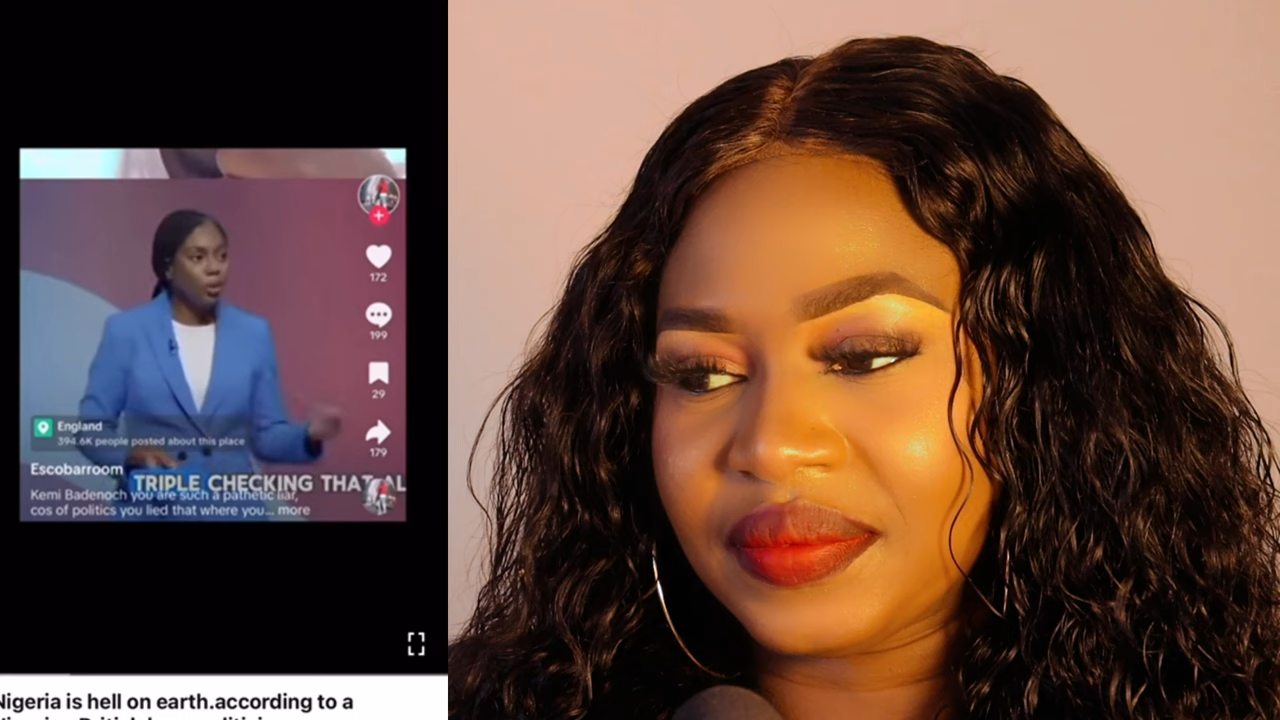 172
199
29
179
England
394.6K people posted about this place
Escobarroom
TRIPLE CHECKING THAT AL
Kemi Badenoch you are such a pathetic liar,
cos of politics you lied that where you... more
Nigeria is hell on earth.according to a